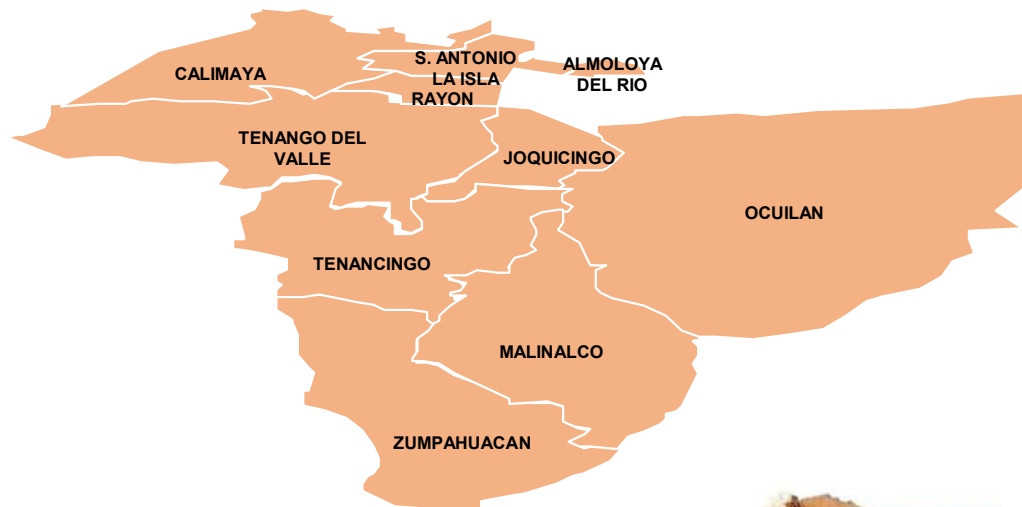 CALIMAYA
S. ANTONIO
LA ISLA
RAYON
ALMOLOYA
DEL RIO
TENANGO DEL
VALLE
JOQUICINGO
OCUILAN
TENANCINGO
MALINALCO
ZUMPAHUACAN